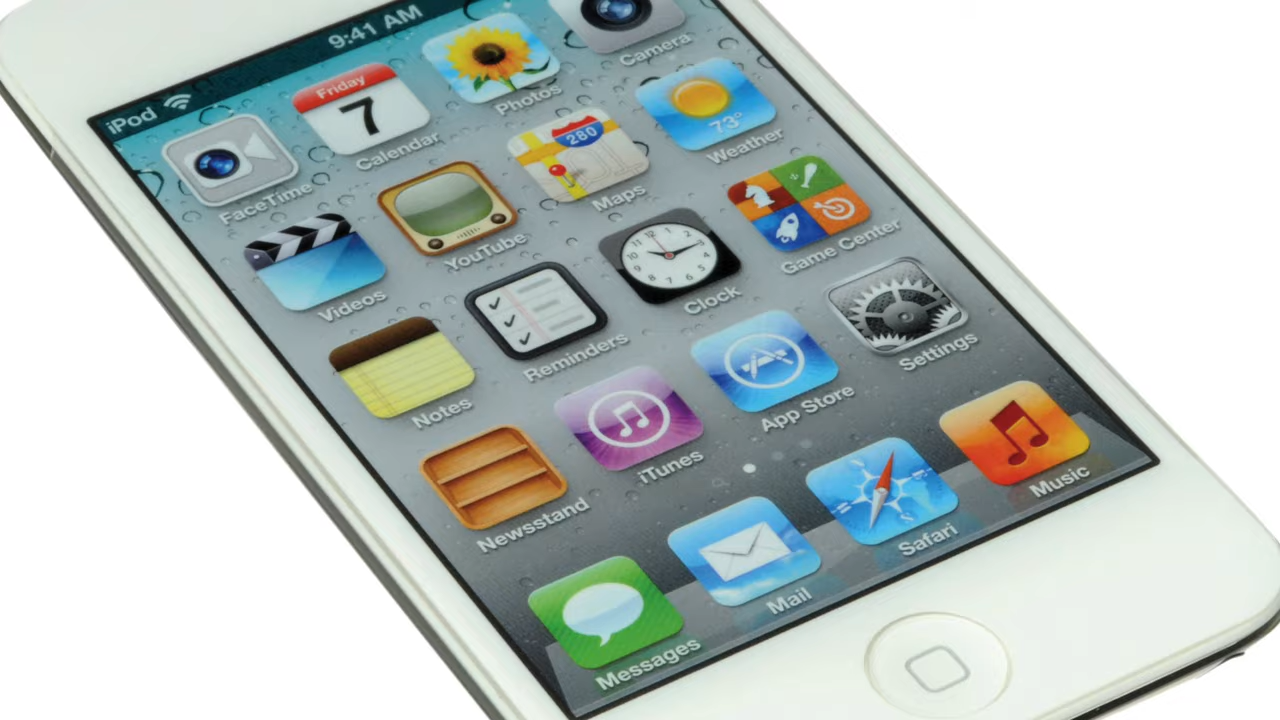 iPod 9:41 AM
FaceTime
Friday
7
Calendar
Photos
Camera
Videos
YouTube
280
Maps
73°
Weather
Notes
Reminders
Clock
Game Center
Newsstand
iTunes
App Store
Settings
Messages
Mail
Safari
Music